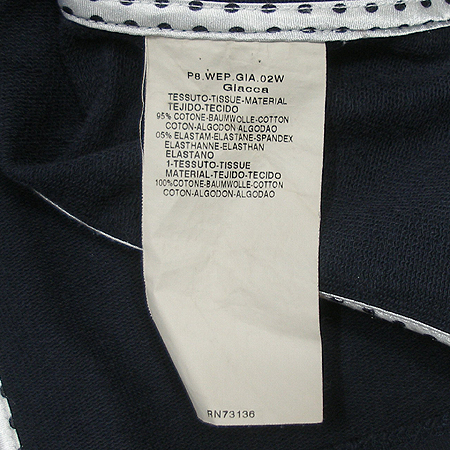 P8.WEP.GIA.02W
Giacca
TESSUTO-TISSUE-MATERIAL
TEJIDO-TECIDO
95% COTONE-BAUMWOLLE-COTTON
COTON-ALGODON ALGODAO
05% ELASTAM-ELASTANE-SPANDEX
ELASTHANNE-ELASTHAN
ELASTANO
1-TESSUTO-TISSUE
MATERIAL-TEJIDO-TECIDO
100%COTONE-BAUMWOLLE-COTTON
COTON-ALGODON-ALGODAO
RN73136